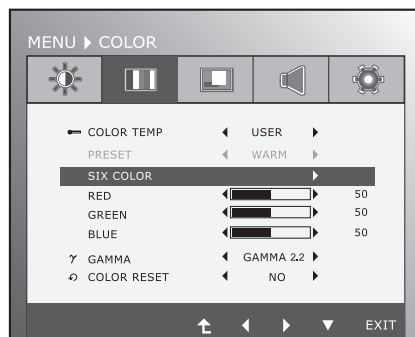 MENU ▶ COLOR
COLOR TEMP ◀ USER ▶
PRESET ◀ WARM ▶
SIX COLOR ▶
RED ◀ ▶ 50
GREEN ◀ ▶ 50
BLUE ◀ ▶ 50
γ GAMMA ◀ GAMMA 2.2 ▶
COLOR RESET ◀ NO ▶
EXIT